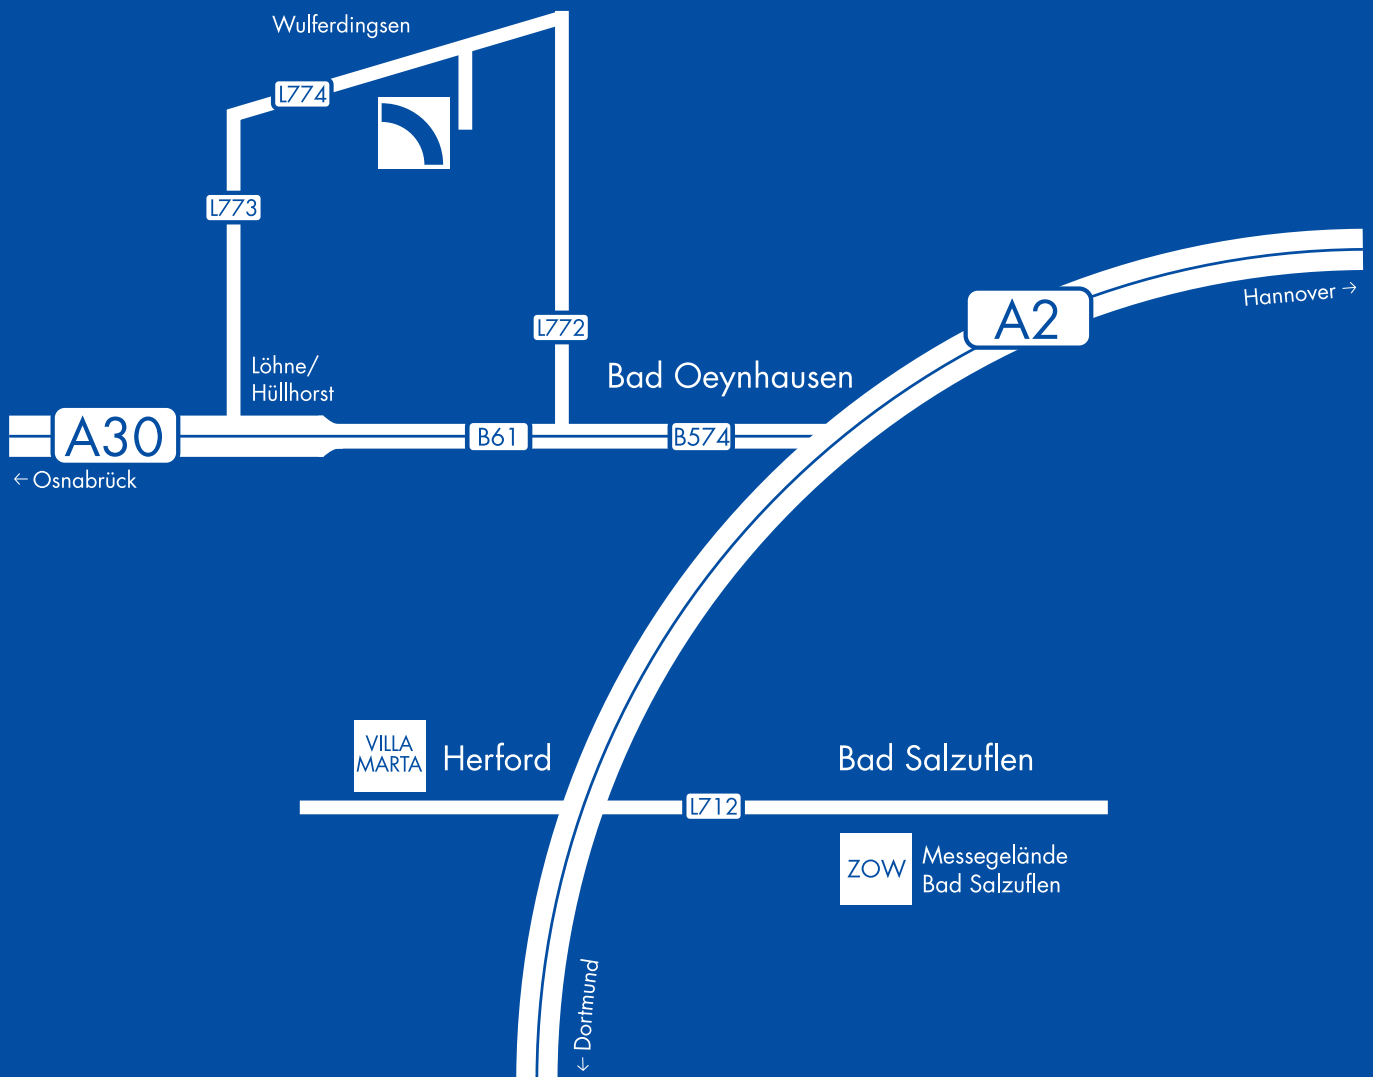 Wulferdingsen
L774
L773
Hannover →
A2
L772
Löhne/
Hüllhorst
Bad Oeynhausen
A30
B61
B574
← Osnabrück
VILLA
MARTA
Herford
Bad Salzuflen
L712
ZOW
Messegelände
Bad Salzuflen
← Dortmund